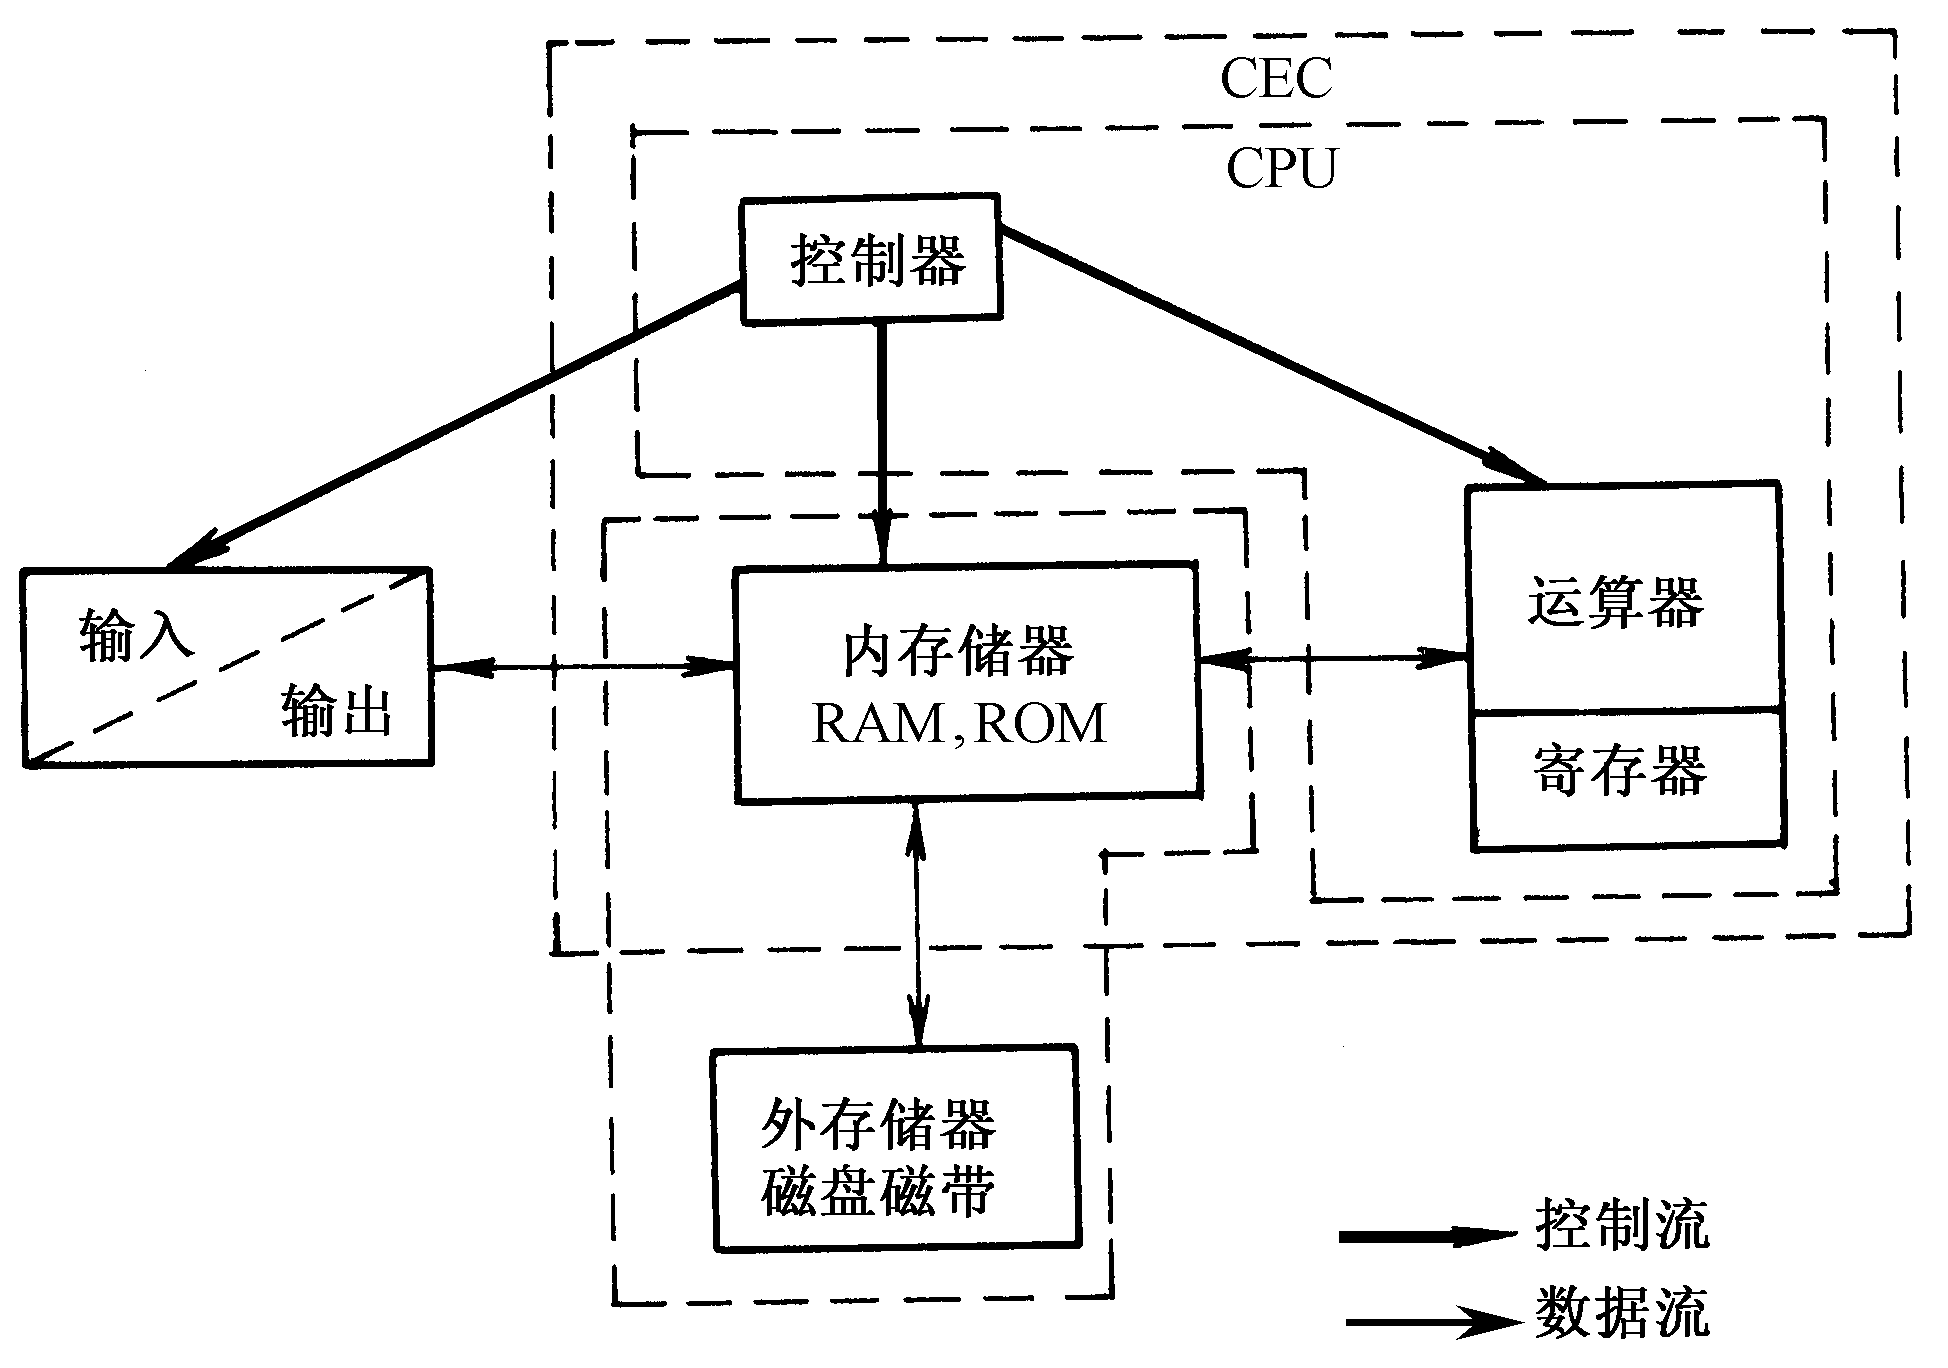 CEC
CPU
控制器
输入
输出
内存储器
RAM,ROM
运算器
寄存器
外存储器
磁盘磁带
控制流
数据流